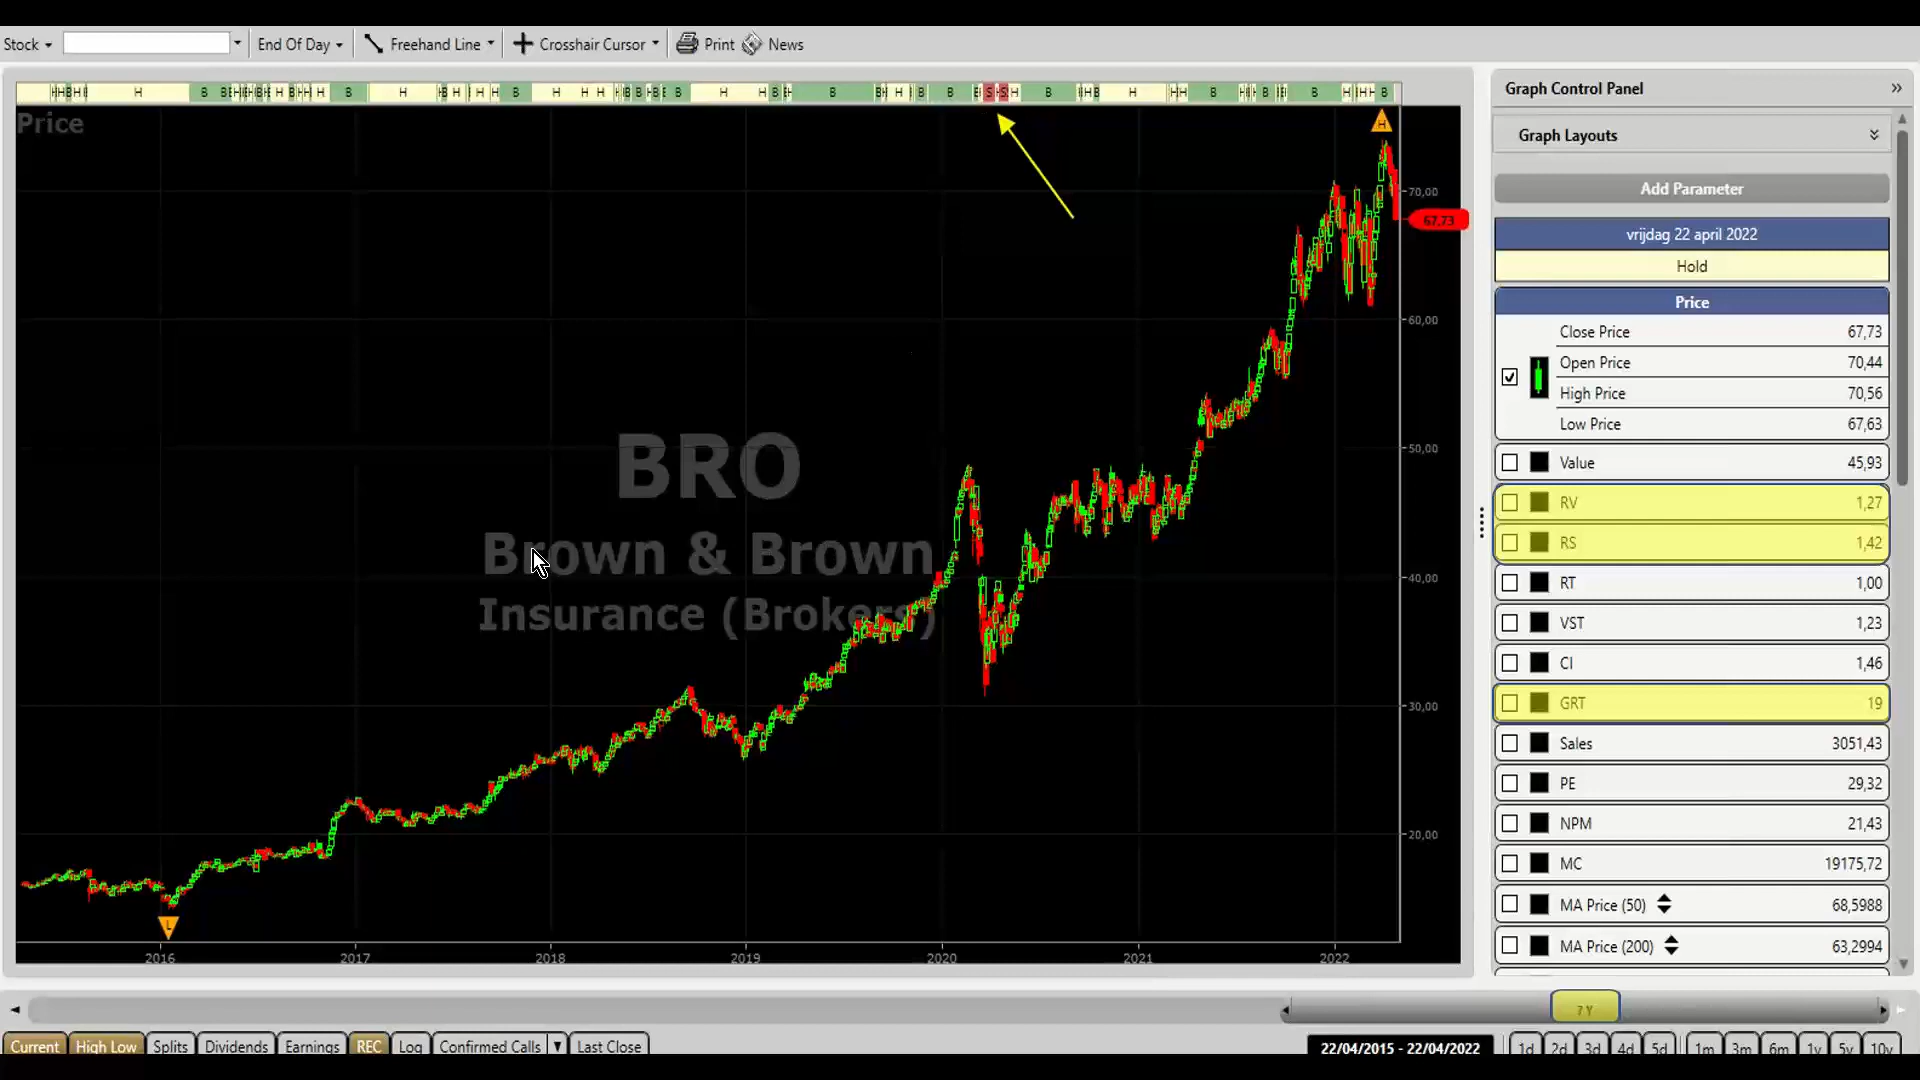 Stock
End Of Day
Freehand Line
Crosshair Cursor
Print
News
Price
BRO
Brown & Brown
Insurance (Brokers)
H
L
70,00
67,73
60,00
50,00
40,00
30,00
20,00
2016 2017 2018 2019 2020 2021 2022
Graph Control Panel
Graph Layouts
Add Parameter
vrijdag 22 april 2022
Hold
Price
Close Price 67,73
Open Price 70,44
High Price 70,56
Low Price 67,63
Value 45,93
RV 1,27
RS 1,42
RT 1,00
VST 1,23
CI 1,46
GRT 19
Sales 3051,43
PE 29,32
NPM 21,43
MC 19175,72
MA Price (50) 68,5988
MA Price (200) 63,2994
7 Y
Current High Low Splits Dividends Earnings REC Log Confirmed Calls Last Close
22/04/2015 - 22/04/2022
1d 2d 3d 4d 5d 1m 3m 6m 1y 5y 10y